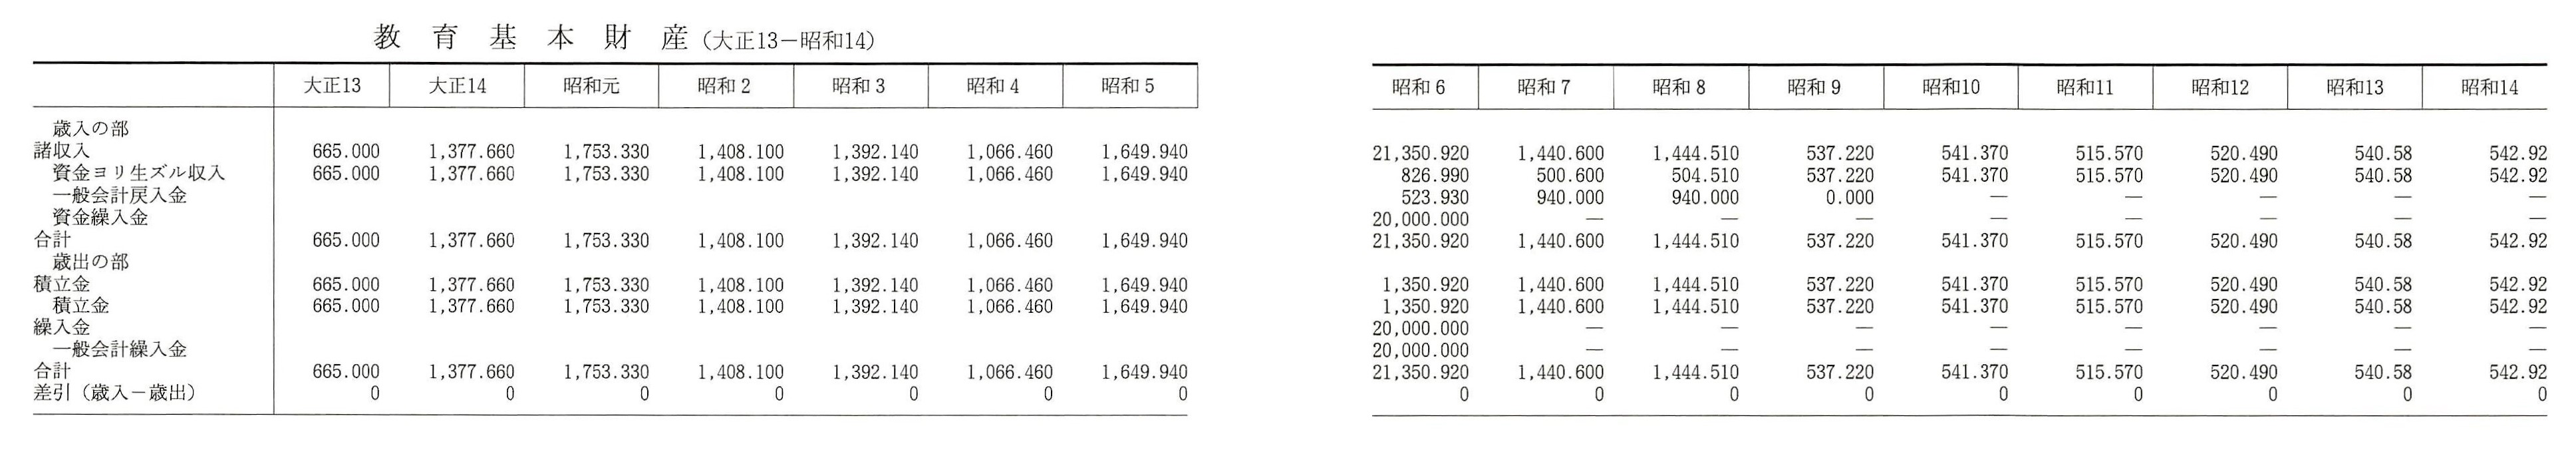 教育基本財産（大正13－昭和14）
大正13 大正14 昭和元 昭和2 昭和3 昭和4 昭和5 昭和6 昭和7 昭和8 昭和9 昭和10 昭和11 昭和12 昭和13 昭和14
歳入の部
諸収入 665.000 1,377.660 1,753.330 1,408.100 1,392.140 1,066.460 1,649.940 21,350.920 1,440.600 1,444.510 537.220 541.370 515.570 520.490 540.58 542.92
資金ヨリ生ズル収入 665.000 1,377.660 1,753.330 1,408.100 1,392.140 1,066.460 1,649.940 826.990 500.600 504.510 537.220 541.370 515.570 520.490 540.58 542.92
一般会計戻入金 523.930 940.000 940.000 0.000 — — — — —
資金繰入金 20,000.000 — — — — — — — —
合計 665.000 1,377.660 1,753.330 1,408.100 1,392.140 1,066.460 1,649.940 21,350.920 1,440.600 1,444.510 537.220 541.370 515.570 520.490 540.58 542.92
歳出の部
積立金 665.000 1,377.660 1,753.330 1,408.100 1,392.140 1,066.460 1,649.940 1,350.920 1,440.600 1,444.510 537.220 541.370 515.570 520.490 540.58 542.92
積立金 665.000 1,377.660 1,753.330 1,408.100 1,392.140 1,066.460 1,649.940 1,350.920 1,440.600 1,444.510 537.220 541.370 515.570 520.490 540.58 542.92
繰入金 20,000.000 — — — — — — — —
一般会計繰入金 20,000.000 — — — — — — — —
合計 665.000 1,377.660 1,753.330 1,408.100 1,392.140 1,066.460 1,649.940 21,350.920 1,440.600 1,444.510 537.220 541.370 515.570 520.490 540.58 542.92
差引（歳入－歳出） 0 0 0 0 0 0 0 0 0 0 0 0 0 0 0 0